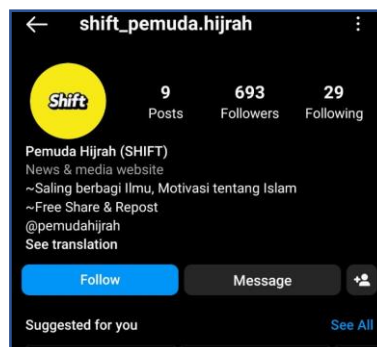 shift_pemuda.hijrah
Shift
9 693 29
Posts Followers Following
Pemuda Hijrah (SHIFT)
News & media website
~Saling berbagi Ilmu, Motivasi tentang Islam
~Free Share & Repost
@pemudahijrah
See translation
Follow Message
Suggested for you See All